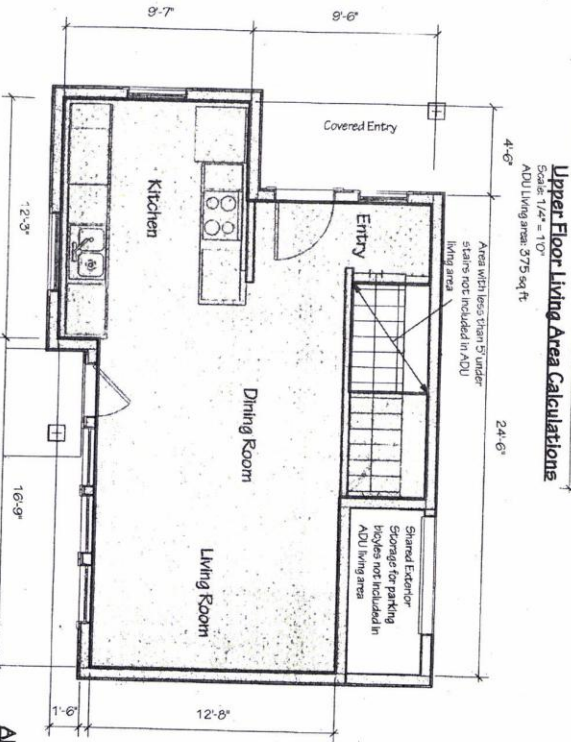 Upper Floor Living Area Calculations
Scale: 1/4" = 1'0"
ADU Living area: 375 sq ft
4'-6"
24'-6"
9'-6"
9'-7"
Covered Entry
Area with less than 5' under
stairs not included in ADU
living area
Entry
Kitchen
Dining Room
Living Room
Shared Exterior
Storage for parking
bicyles not included in
ADU living area
12'-3"
16'-9"
1'-6"
12'-8"